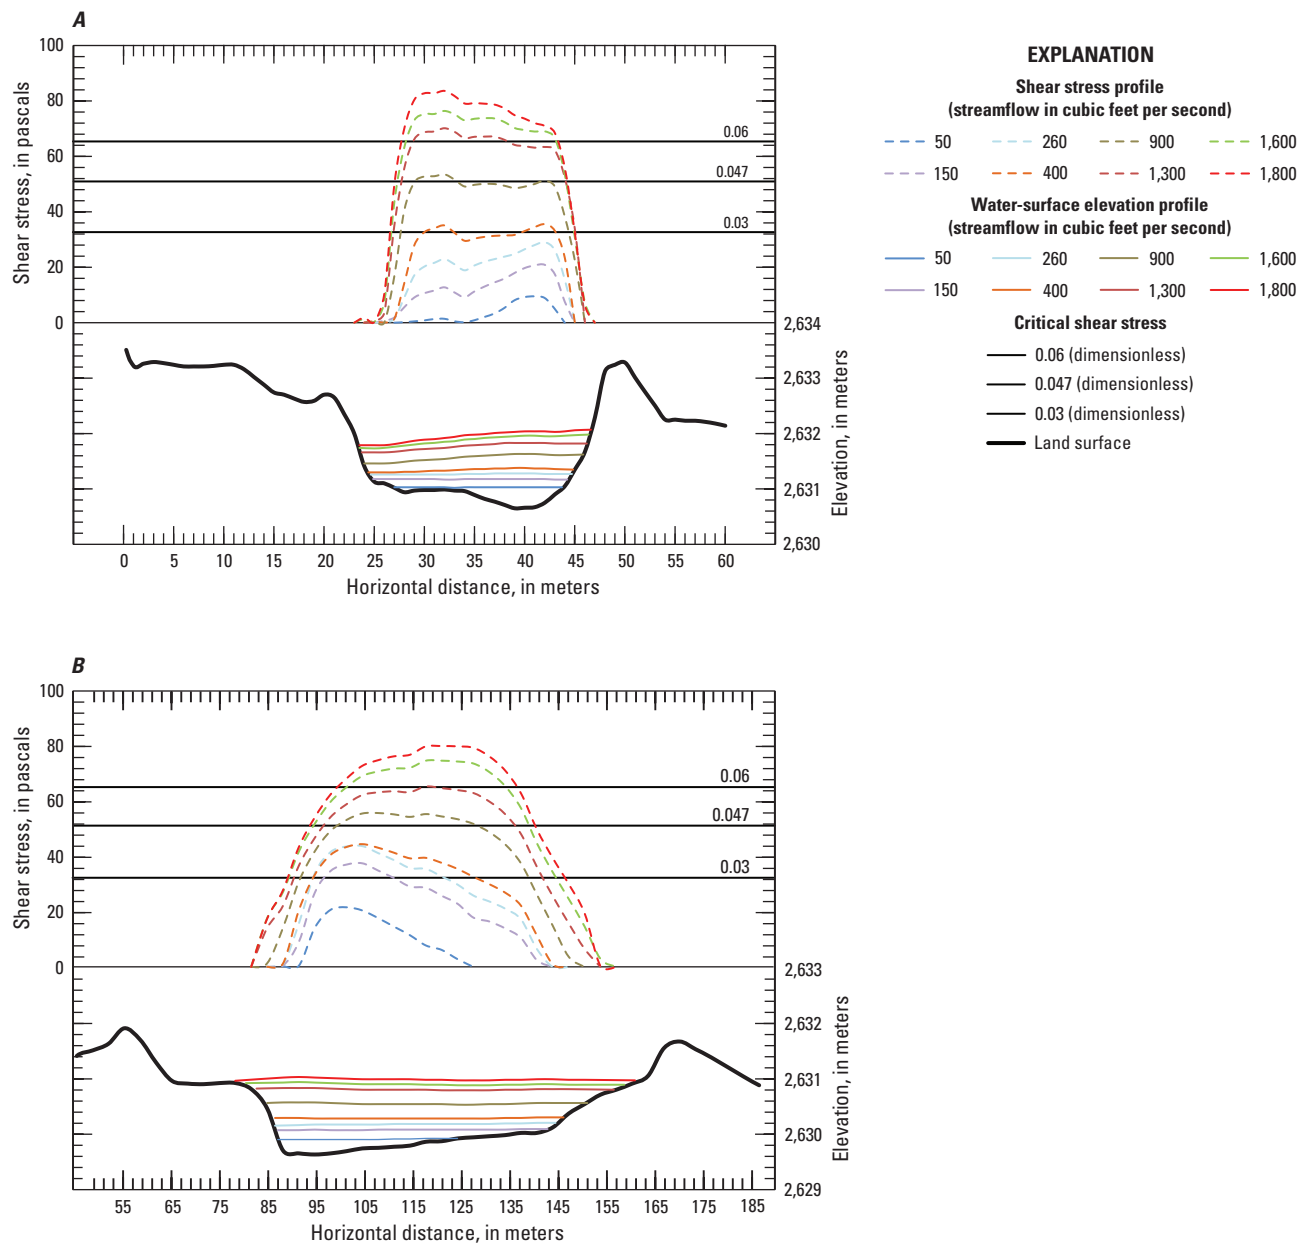 A
100
80
60
40
20
0
Shear stress, in pascals
0.06
0.047
0.03
2,634
2,633
2,632
2,631
2,630
Elevation, in meters
0 5 10 15 20 25 30 35 40 45 50 55 60
Horizontal distance, in meters
EXPLANATION
Shear stress profile
(streamflow in cubic feet per second)
50 260 900 1,600
150 400 1,300 1,800
Water-surface elevation profile
(streamflow in cubic feet per second)
50 260 900 1,600
150 400 1,300 1,800
Critical shear stress
0.06 (dimensionless)
0.047 (dimensionless)
0.03 (dimensionless)
Land surface
B
100
80
60
40
20
0
Shear stress, in pascals
0.06
0.047
0.03
2,633
2,632
2,631
2,630
2,629
Elevation, in meters
55 65 75 85 95 105 115 125 135 145 155 165 175 185
Horizontal distance, in meters